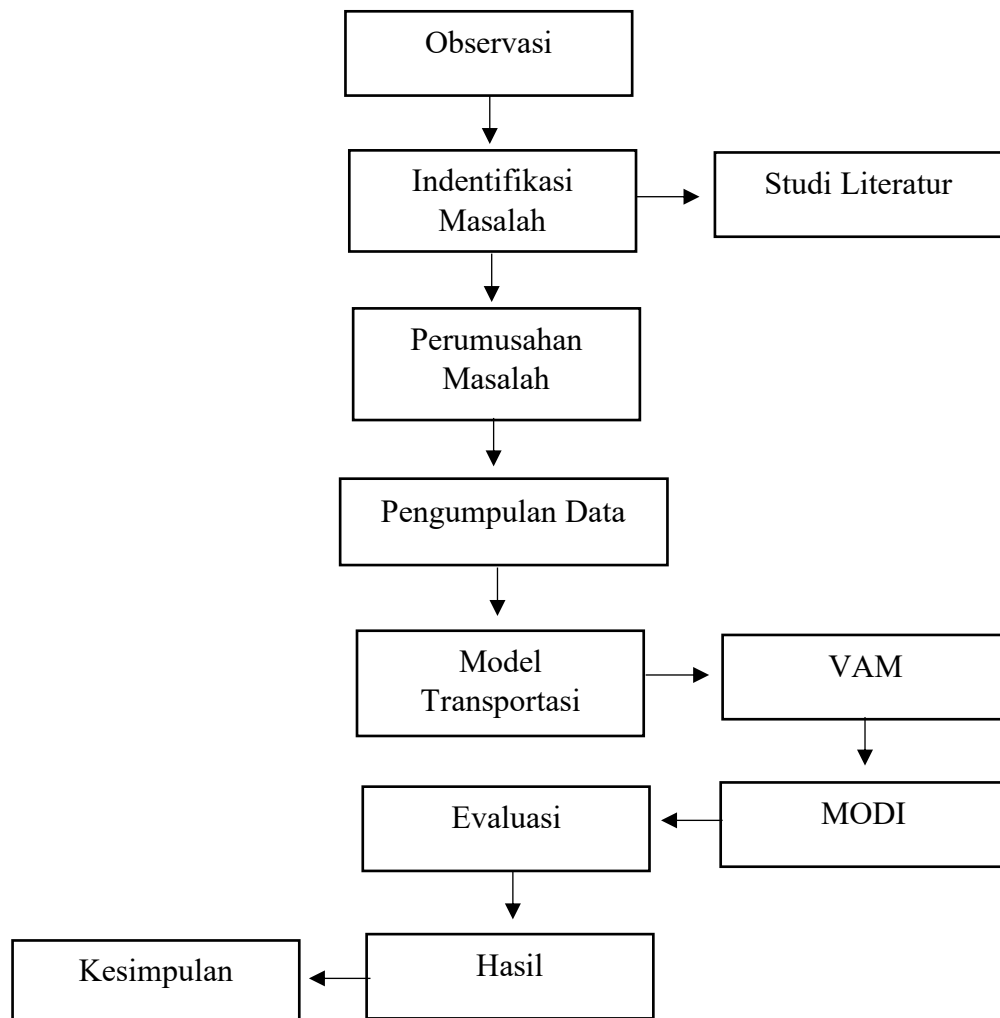 Observasi
Indentifikasi
Masalah
Studi Literatur
Perumusahan
Masalah
Pengumpulan Data
Model
Transportasi
VAM
MODI
Evaluasi
Hasil
Kesimpulan